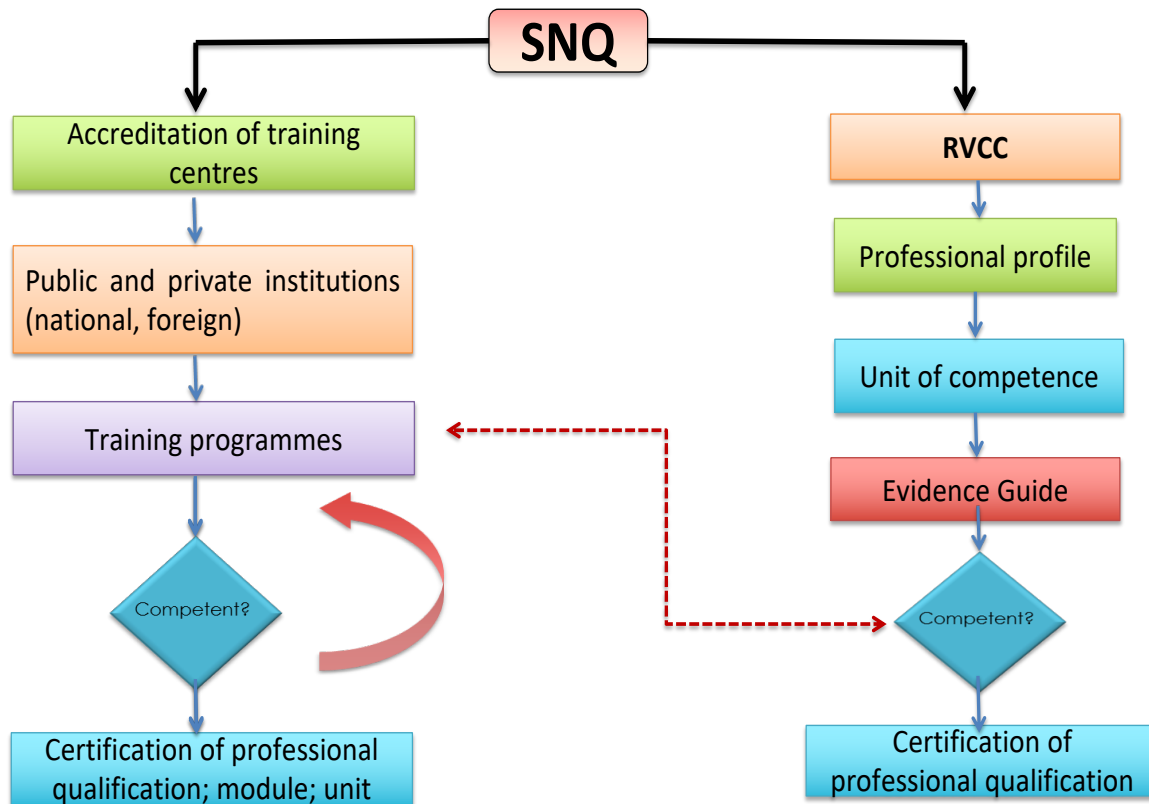 SNQ
Accreditation of training
centres
Public and private institutions
(national, foreign)
Training programmes
Competent?
Certification of professional
qualification; module; unit
RVCC
Professional profile
Unit of competence
Evidence Guide
Competent?
Certification of
professional qualification